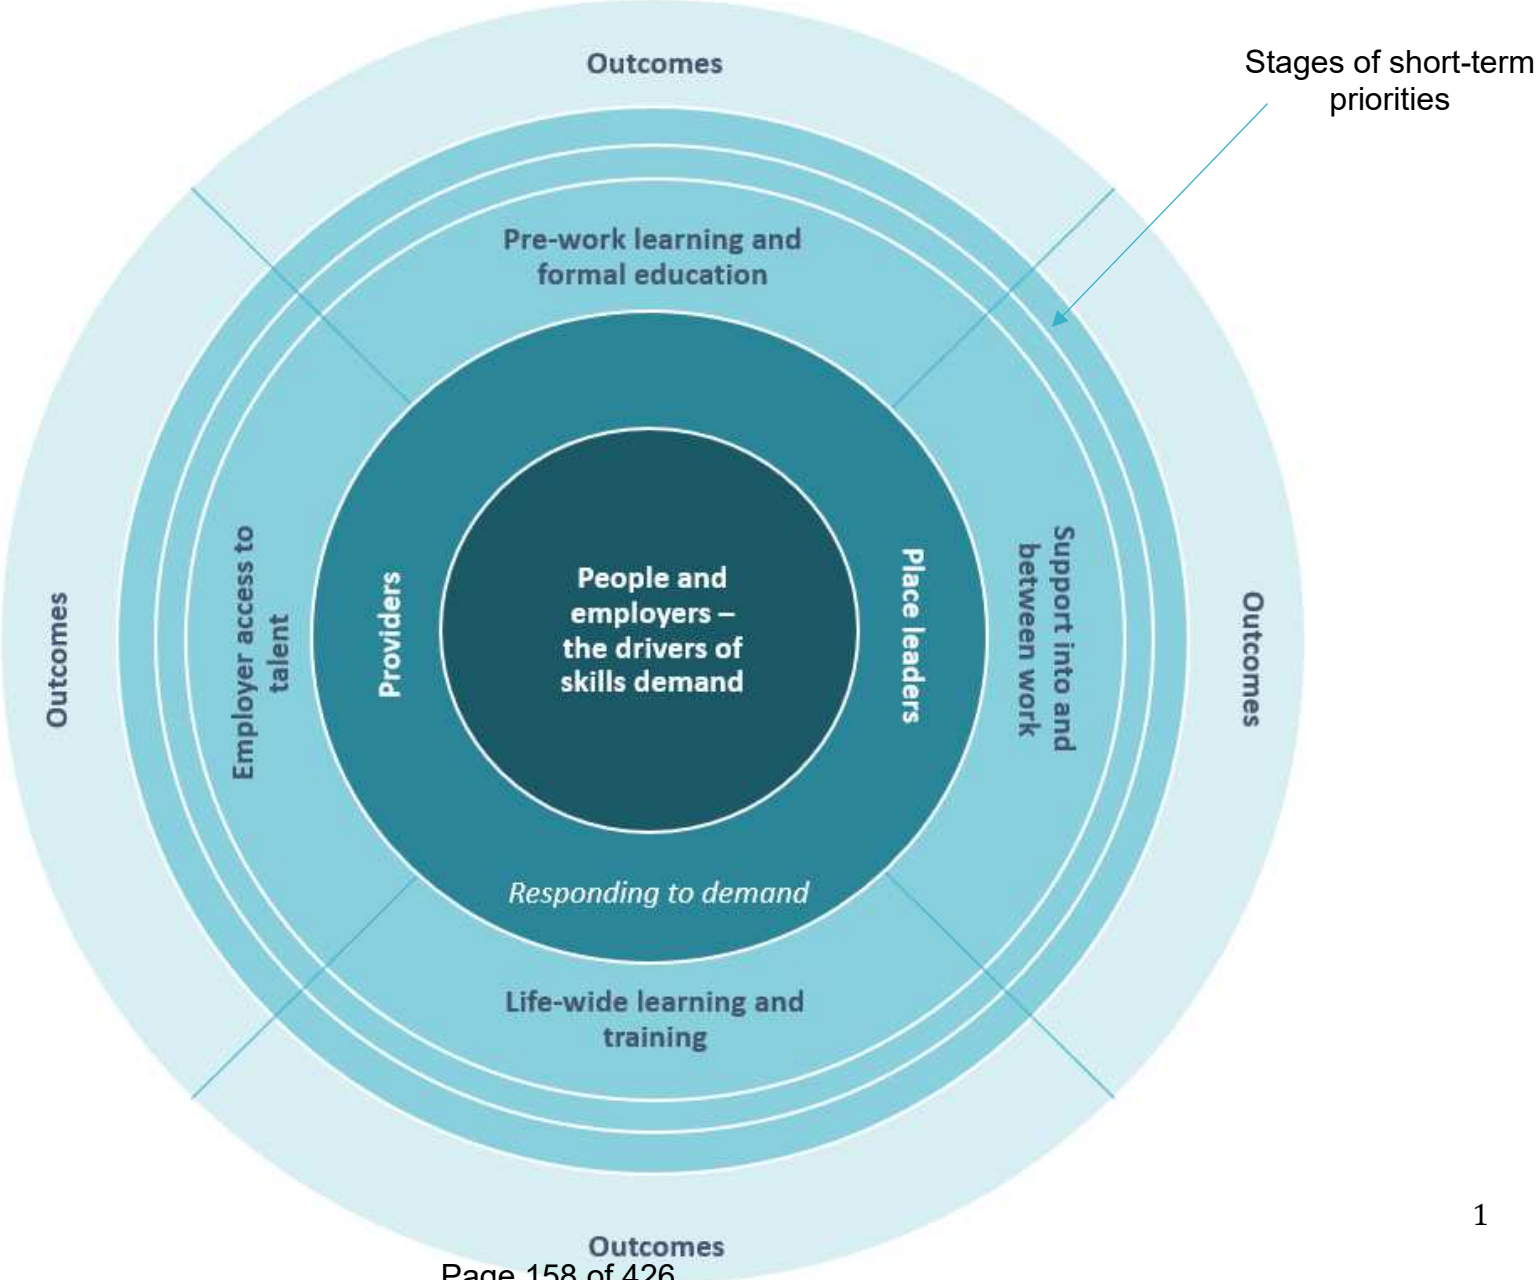 Outcomes
Stages of short-term
priorities
Pre-work learning and
formal education
Employer access to
talent
Providers
People and
employers –
the drivers of
skills demand
Place leaders
Support into and
between work
Outcomes
Outcomes
Responding to demand
Life-wide learning and
training
1
Outcomes
Page 158 of 426